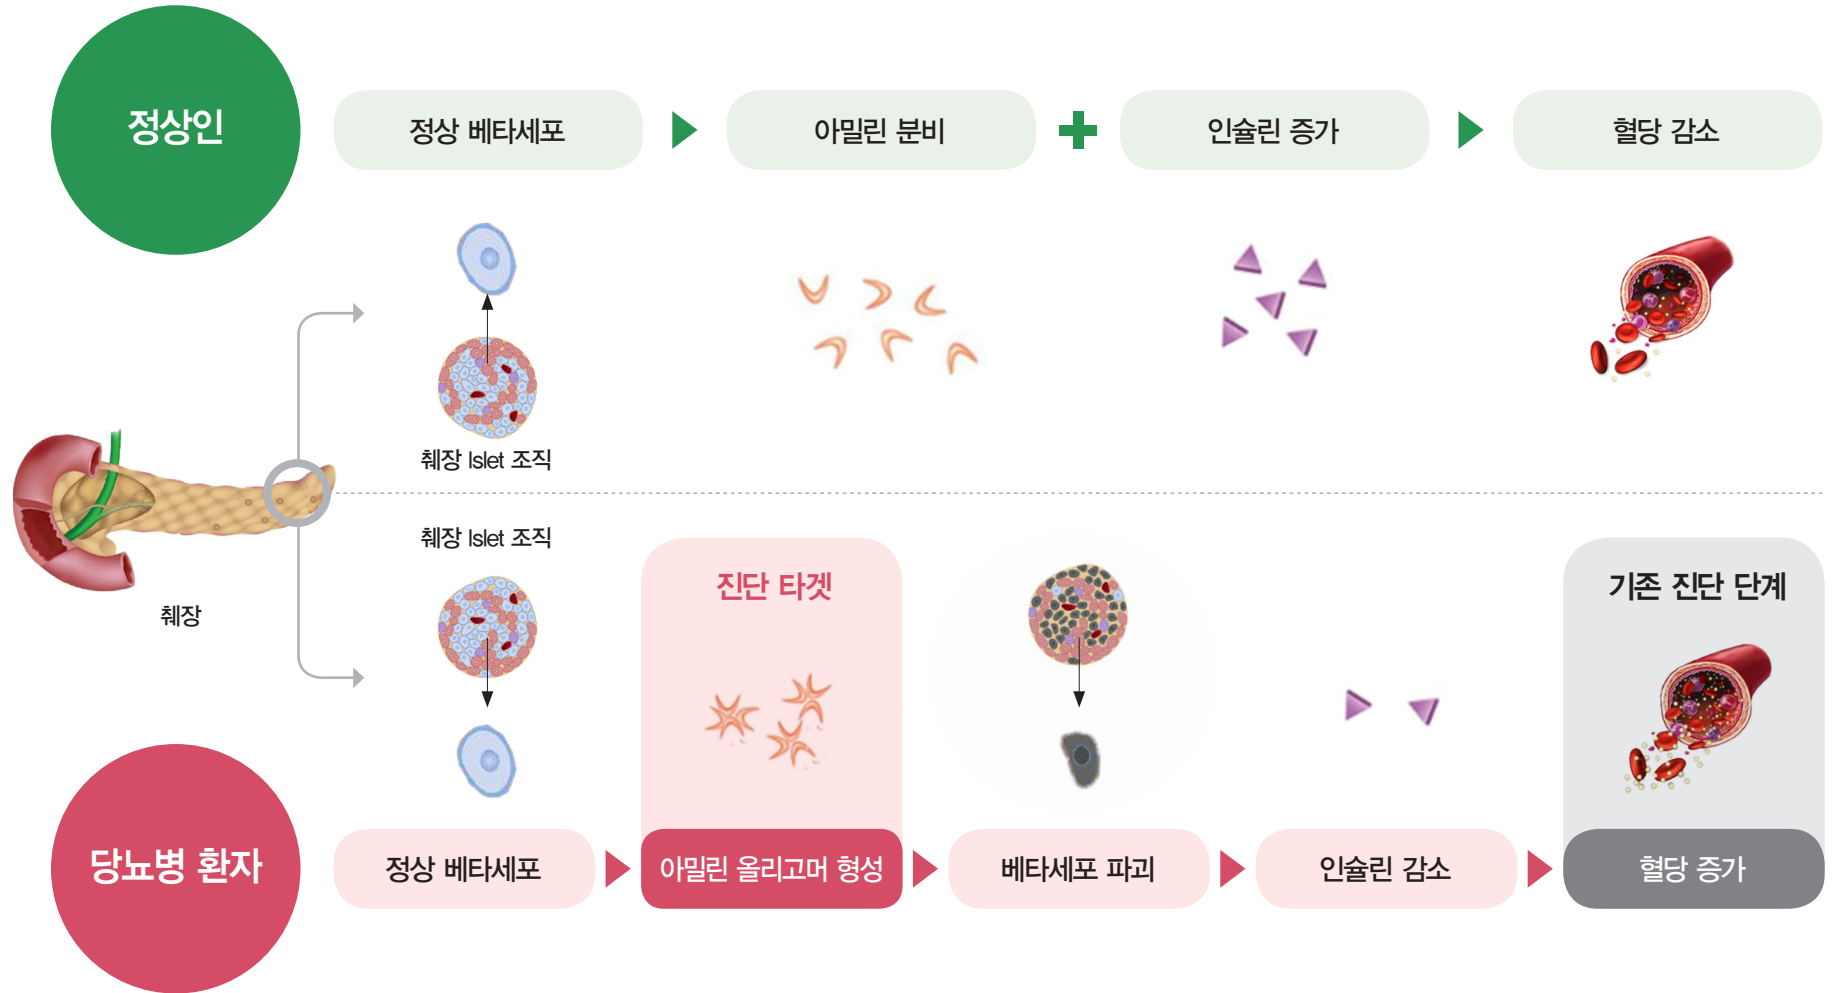 정상인
정상 베타세포
아밀린 분비
인슐린 증가
혈당 감소
췌장 Islet 조직
췌장
췌장 Islet 조직
진단 타겟
기존 진단 단계
당뇨병 환자
정상 베타세포
아밀린 올리고머 형성
베타세포 파괴
인슐린 감소
혈당 증가